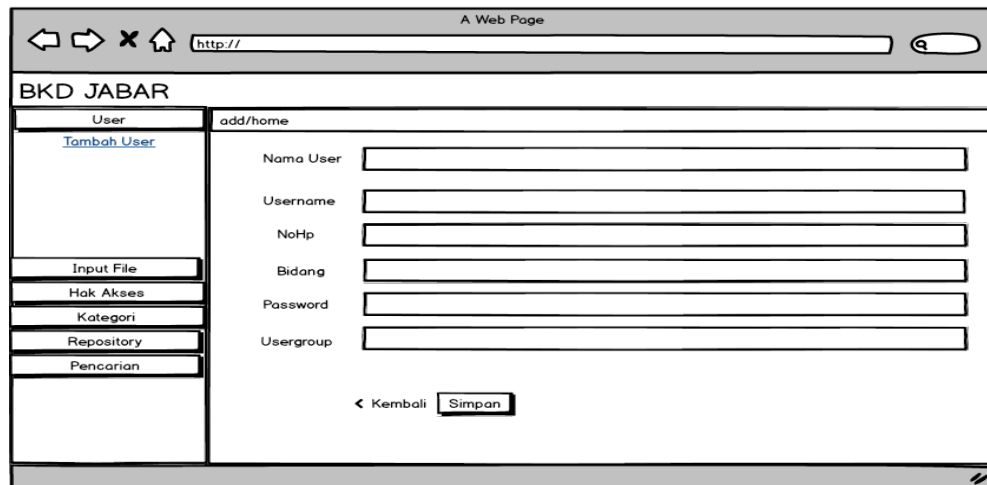 A Web Page
http://
BKD JABAR
User
Tambah User
Input File
Hak Akses
Kategori
Repository
Pencarian
add/home
Nama User
Username
NoHp
Bidang
Password
Usergroup
< Kembali Simpan